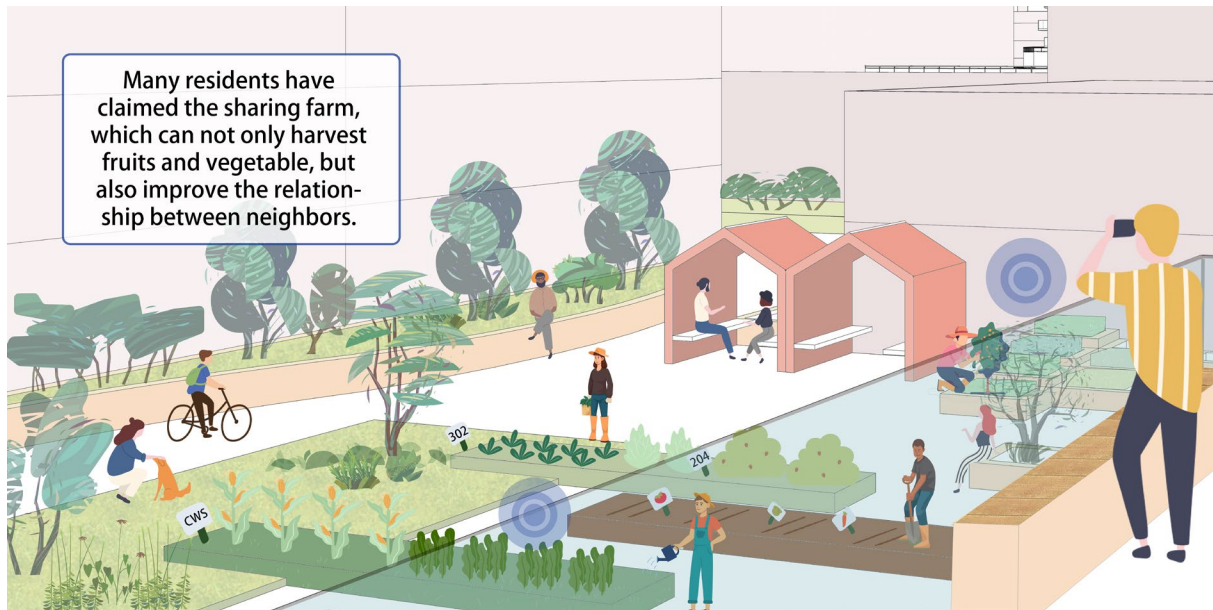 Many residents have
claimed the sharing farm,
which can not only harvest
fruits and vegetable, but
also improve the relation-
ship between neighbors.
302
204
CWS